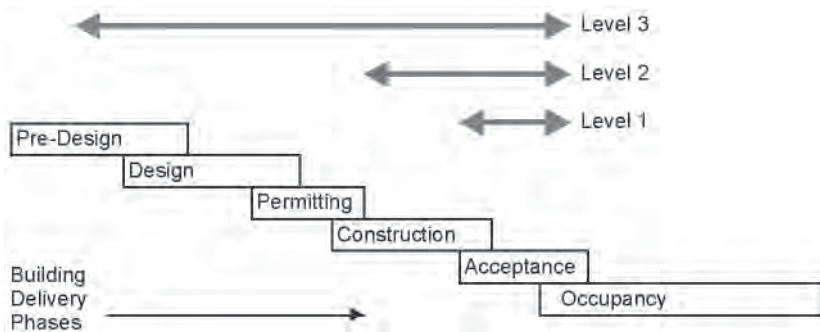 Level 3
Level 2
Level 1
Pre-Design
Design
Permitting
Construction
Acceptance
Occupancy
Building
Delivery
Phases